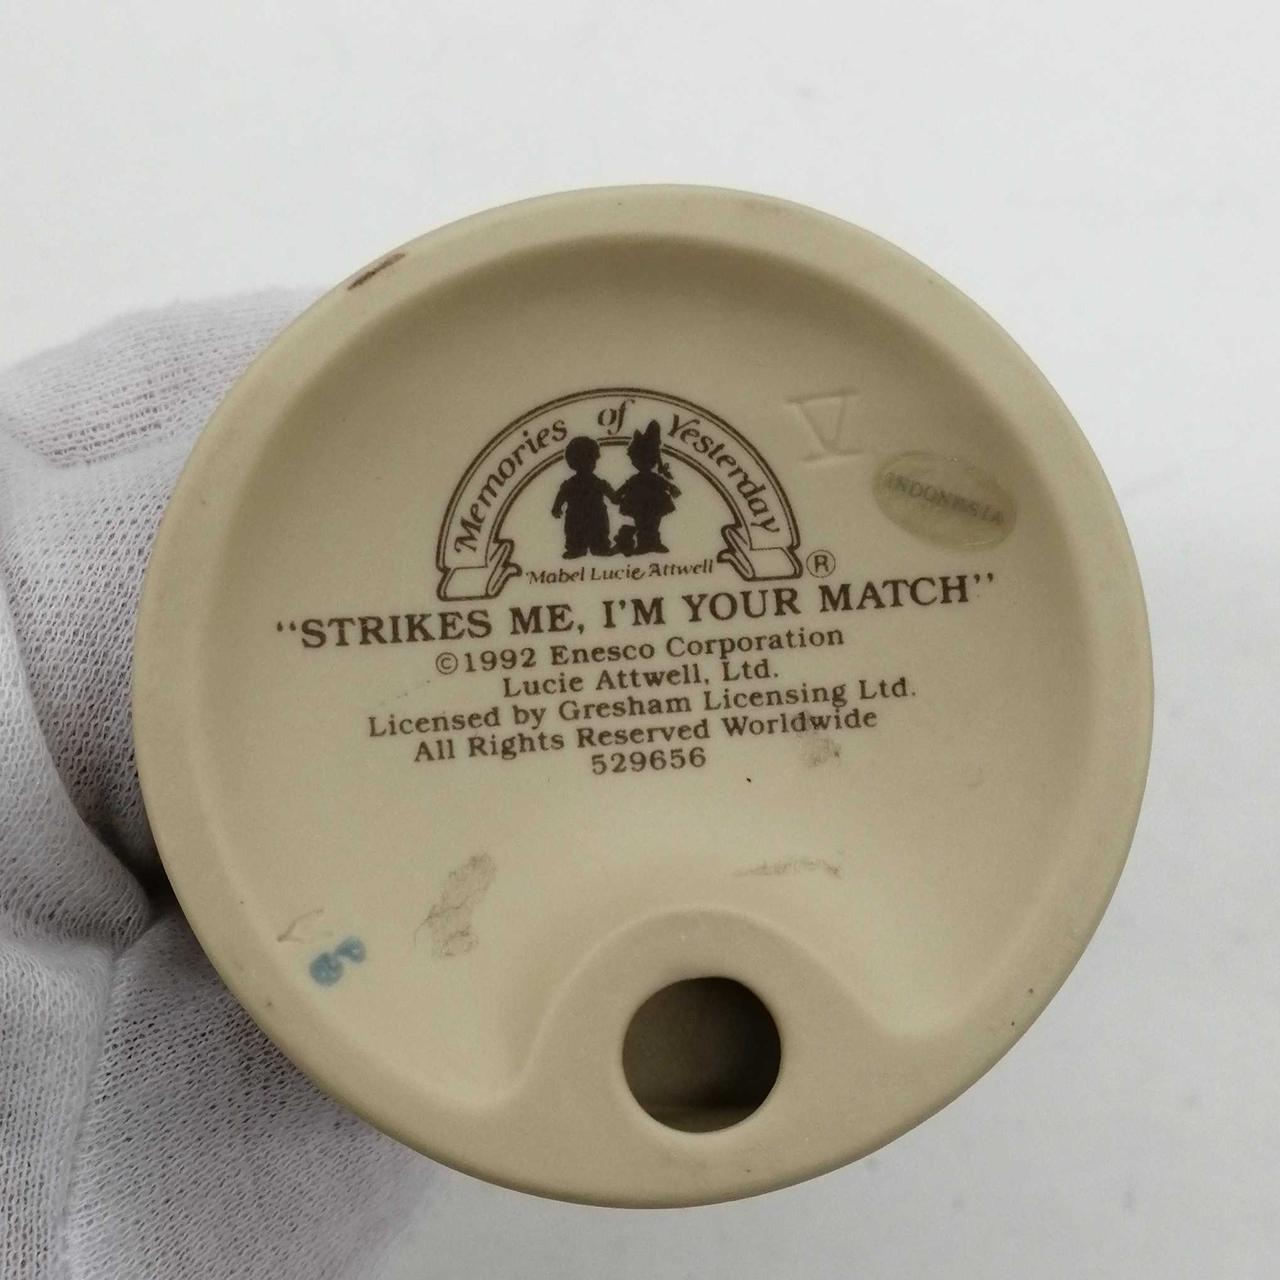 Memories of Yesterday
Mabel Lucie Attwell ®
"STRIKES ME, I'M YOUR MATCH"
©1992 Enesco Corporation
Lucie Attwell, Ltd.
Licensed by Gresham Licensing Ltd.
All Rights Reserved Worldwide
529656
INDONESIA